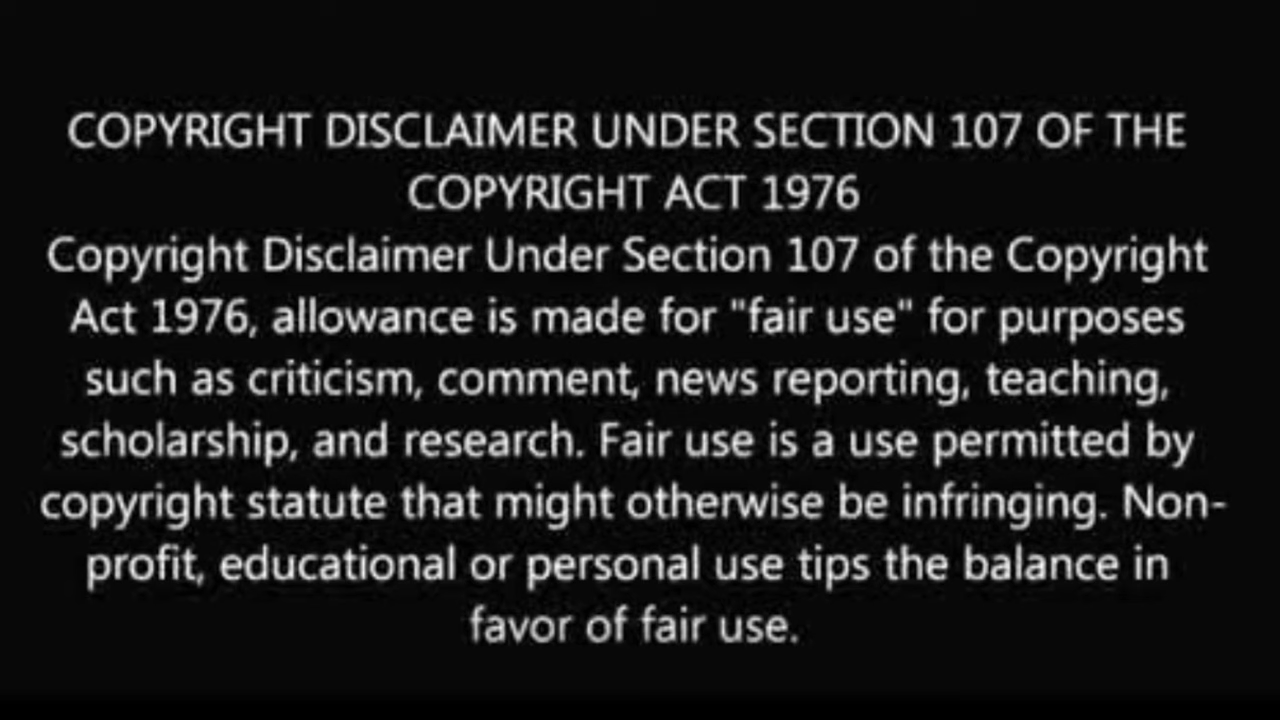 COPYRIGHT DISCLAIMER UNDER SECTION 107 OF THE
COPYRIGHT ACT 1976
Copyright Disclaimer Under Section 107 of the Copyright
Act 1976, allowance is made for "fair use" for purposes
such as criticism, comment, news reporting, teaching,
scholarship, and research. Fair use is a use permitted by
copyright statute that might otherwise be infringing. Non-
profit, educational or personal use tips the balance in
favor of fair use.